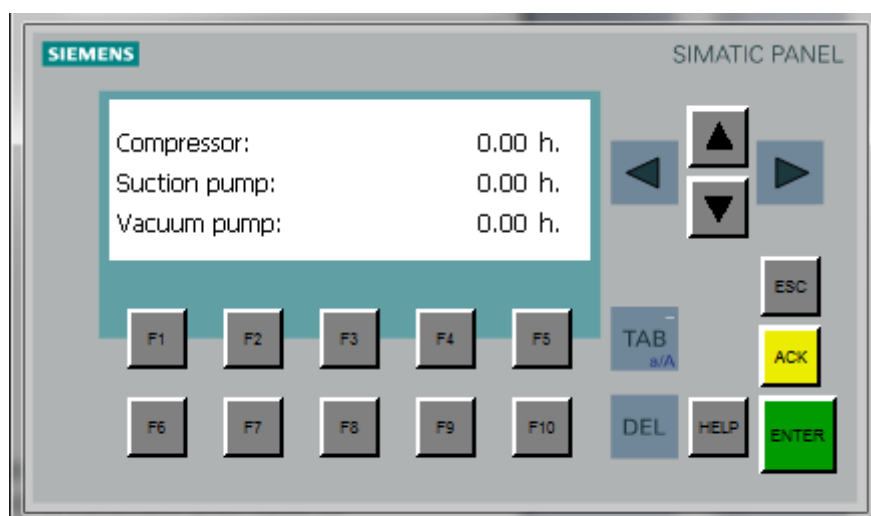 SIEMENS
SIMATIC PANEL
Compressor: 0.00 h.
Suction pump: 0.00 h.
Vacuum pump: 0.00 h.
ESC
F1 F2 F3 F4 F5 TAB a/A ACK
F6 F7 F8 F9 F10 DEL HELP ENTER